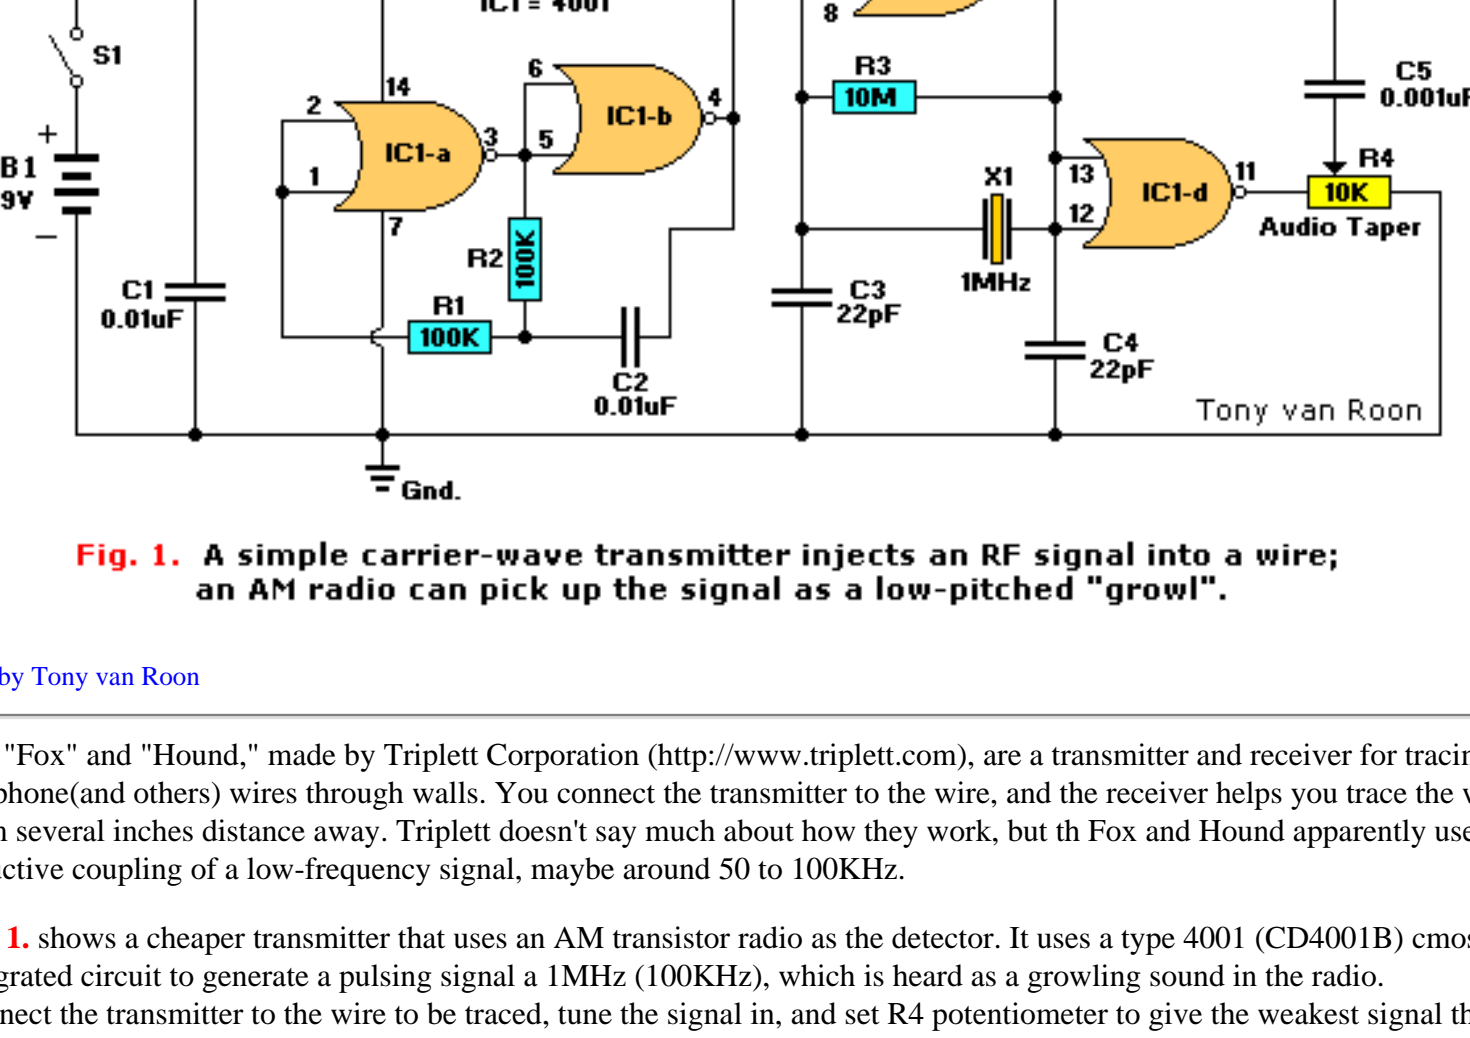 IC1 = 4001
8
S1
R3
10M
C5
0.001uF
14
6
4
2
IC1-b
3
5
IC1-a
1
+
B1
9V
X1
13
11
R4
10K
IC1-d
12
Audio Taper
–
7
R2
100K
C1
0.01uF
R1
100K
1MHz
C3
22pF
C4
22pF
C2
0.01uF
Tony van Roon
Gnd.
Fig. 1. A simple carrier-wave transmitter injects an RF signal into a wire;
an AM radio can pick up the signal as a low-pitched "growl".
by Tony van Roon
"Fox" and "Hound," made by Triplett Corporation (http://www.triplett.com), are a transmitter and receiver for tracin
phone(and others) wires through walls. You connect the transmitter to the wire, and the receiver helps you trace the
several inches distance away. Triplett doesn't say much about how they work, but th Fox and Hound apparently use
uctive coupling of a low-frequency signal, maybe around 50 to 100KHz.
1. shows a cheaper transmitter that uses an AM transistor radio as the detector. It uses a type 4001 (CD4001B) cmos
grated circuit to generate a pulsing signal a 1MHz (100KHz), which is heard as a growling sound in the radio.
nect the transmitter to the wire to be traced, tune the signal in, and set R4 potentiometer to give the weakest signal th